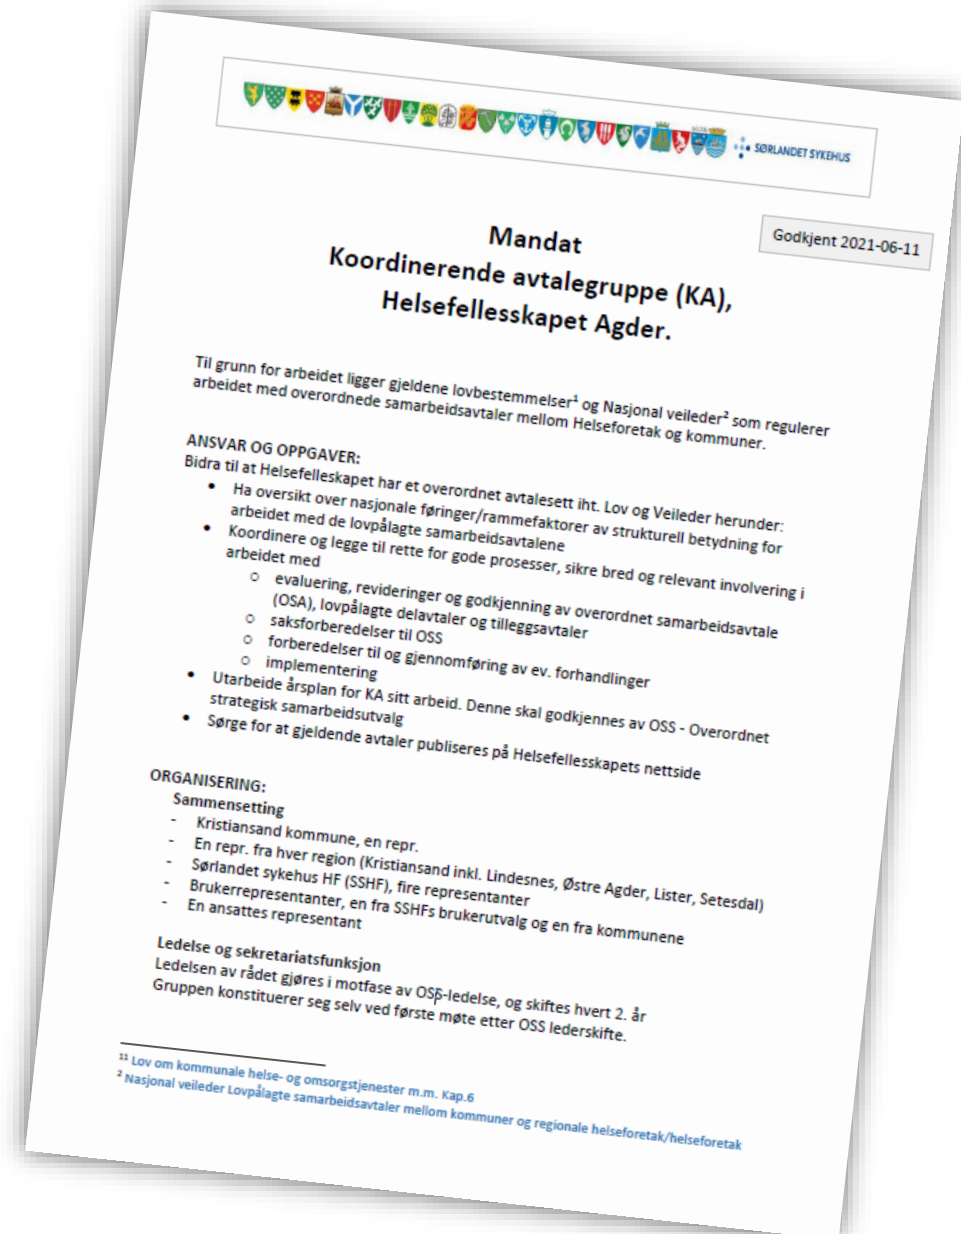 SØRLANDET SYKEHUS
Godkjent 2021-06-11
Mandat
Koordinerende avtalegruppe (KA),
Helsefellesskapet Agder.
Til grunn for arbeidet ligger gjeldene lovbestemmelser¹ og Nasjonal veileder² som regulerer
arbeidet med overordnede samarbeidsavtaler mellom Helseforetak og kommuner.
ANSVAR OG OPPGAVER:
Bidra til at Helsefelleskapet har et overordnet avtalesett iht. Lov og Veileder herunder:
• Ha oversikt over nasjonale føringer/rammefaktorer av strukturell betydning for
arbeidet med de lovpålagte samarbeidsavtalene
• Koordinere og legge til rette for gode prosesser, sikre bred og relevant involvering i
arbeidet med
o evaluering, revideringer og godkjenning av overordnet samarbeidsavtale
(OSA), lovpålagte delavtaler og tilleggsavtaler
o saksforberedelser til OSS
o forberedelser til og gjennomføring av ev. forhandlinger
o implementering
• Utarbeide årsplan for KA sitt arbeid. Denne skal godkjennes av OSS - Overordnet
strategisk samarbeidsutvalg
• Sørge for at gjeldende avtaler publiseres på Helsefellesskapets nettside
ORGANISERING:
Sammensetting
- Kristiansand kommune, en repr.
- En repr. fra hver region (Kristiansand inkl. Lindesnes, Østre Agder, Lister, Setesdal)
- Sørlandet sykehus HF (SSHF), fire representanter
- Brukerrepresentanter, en fra SSHFs brukerutvalg og en fra kommunene
- En ansattes representant
Ledelse og sekretariatsfunksjon
Ledelsen av rådet gjøres i motfase av OSS-ledelse, og skiftes hvert 2. år
Gruppen konstituerer seg selv ved første møte etter OSS lederskifte.
¹¹ Lov om kommunale helse- og omsorgstjenester m.m. Kap.6
² Nasjonal veileder Lovpålagte samarbeidsavtaler mellom kommuner og regionale helseforetak/helseforetak